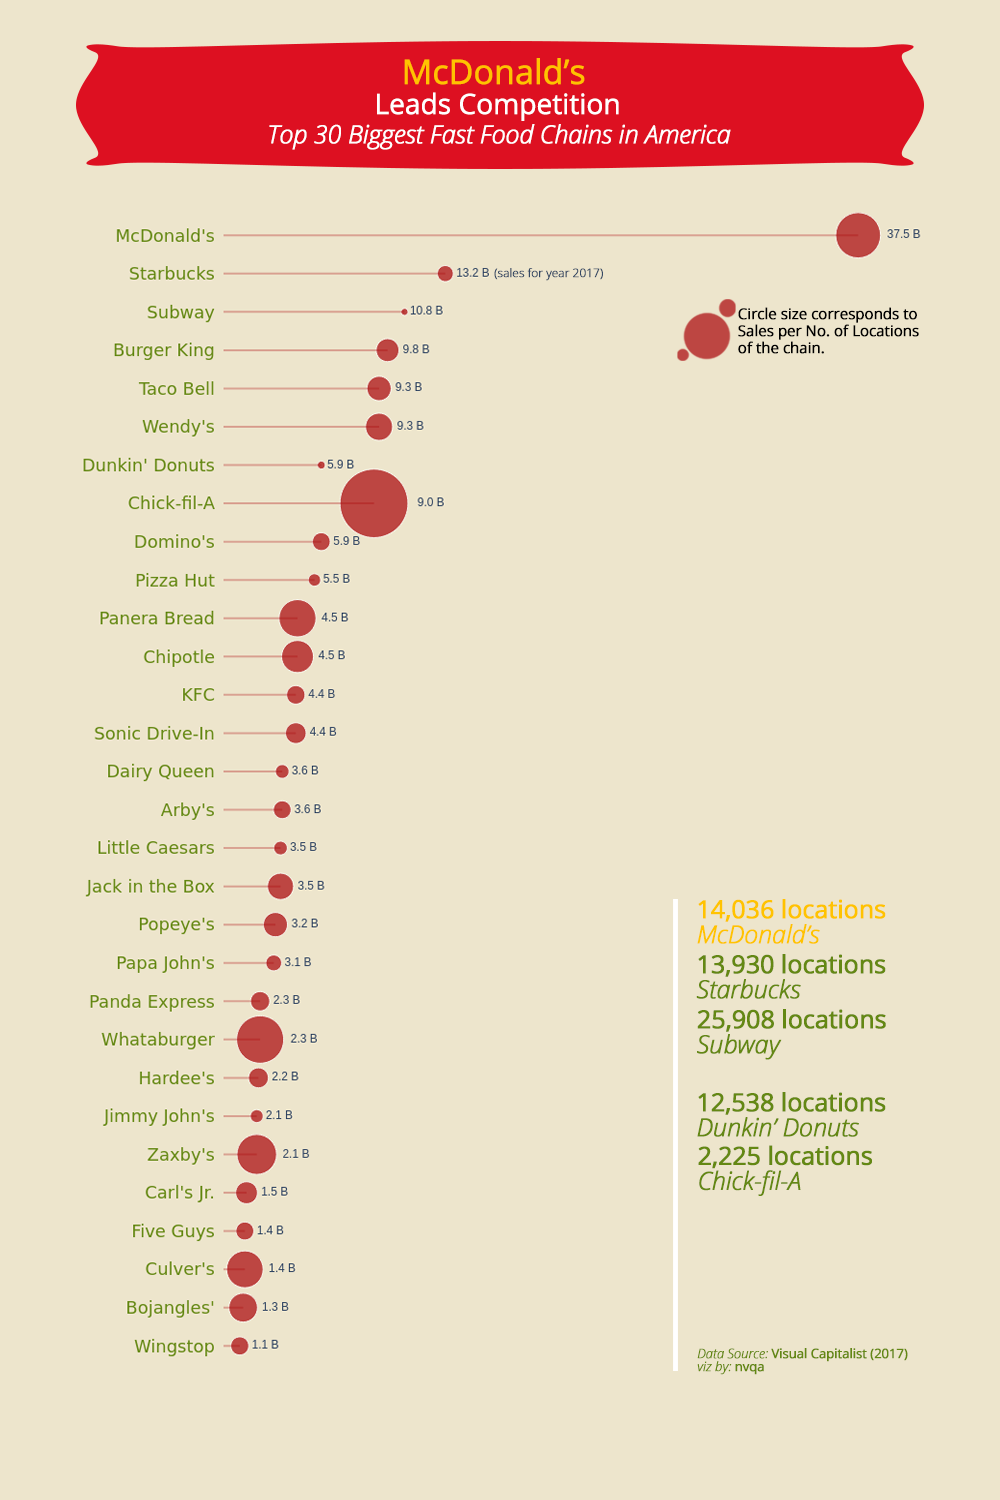 McDonald’s
Leads Competition
Top 30 Biggest Fast Food Chains in America
McDonald's 37.5 B
Starbucks 13.2 B (sales for year 2017)
Subway 10.8 B
Circle size corresponds to
Sales per No. of Locations
of the chain.
Burger King 9.8 B
Taco Bell 9.3 B
Wendy's 9.3 B
Dunkin' Donuts 5.9 B
Chick-fil-A 9.0 B
Domino's 5.9 B
Pizza Hut 5.5 B
Panera Bread 4.5 B
Chipotle 4.5 B
KFC 4.4 B
Sonic Drive-In 4.4 B
Dairy Queen 3.6 B
Arby's 3.6 B
Little Caesars 3.5 B
Jack in the Box 3.5 B
Popeye's 3.2 B
Papa John's 3.1 B
Panda Express 2.3 B
Whataburger 2.3 B
Hardee's 2.2 B
Jimmy John's 2.1 B
Zaxby's 2.1 B
Carl's Jr. 1.5 B
Five Guys 1.4 B
Culver's 1.4 B
Bojangles' 1.3 B
Wingstop 1.1 B
14,036 locations
McDonald’s
13,930 locations
Starbucks
25,908 locations
Subway
12,538 locations
Dunkin’ Donuts
2,225 locations
Chick-fil-A
Data Source: Visual Capitalist (2017)
viz by: nvqa